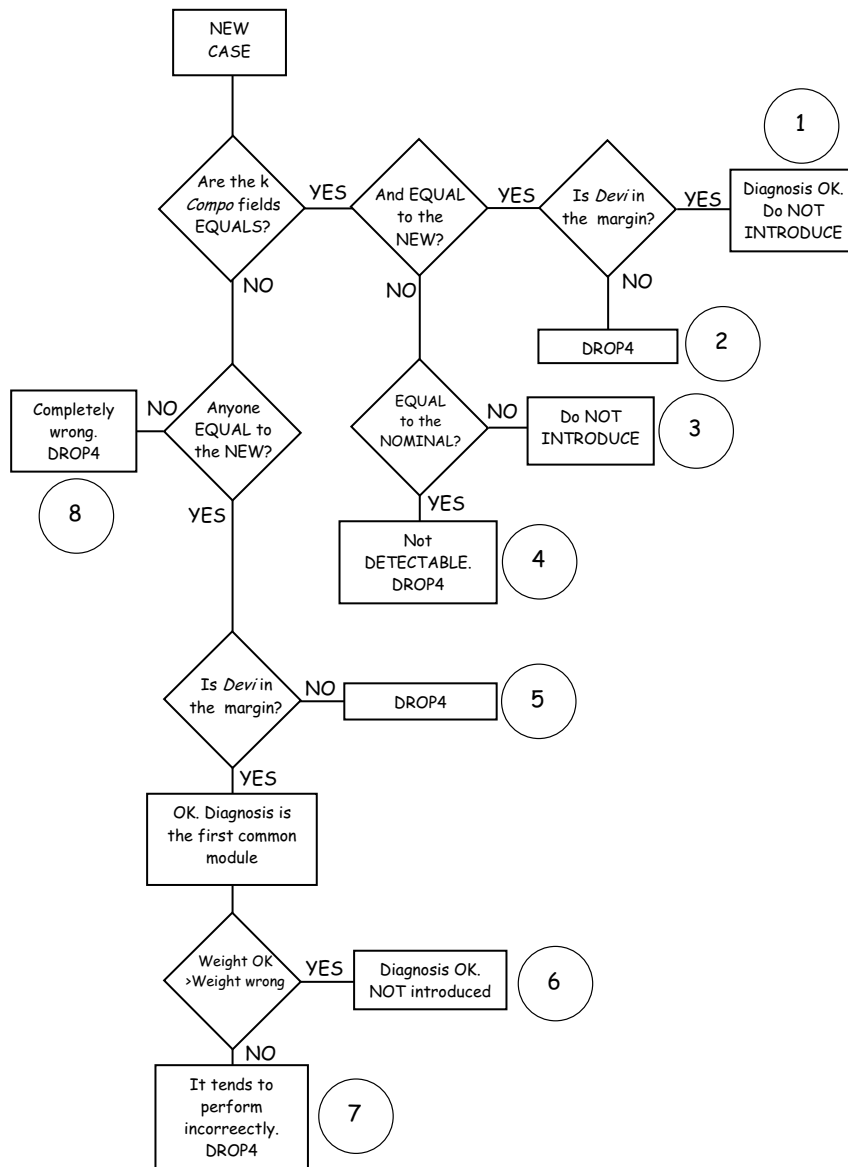 NEW
CASE
1
Are the k
Compo fields
EQUALS?
YES
And EQUAL
to the
NEW?
YES
Is Devi in
the margin?
YES
Diagnosis OK.
Do NOT
INTRODUCE
NO
NO
NO
DROP4
2
Completely
wrong.
DROP4
NO
Anyone
EQUAL to
the NEW?
EQUAL
to the
NOMINAL?
NO
Do NOT
INTRODUCE
3
8
YES
YES
Not
DETECTABLE.
DROP4
4
Is Devi in
the margin?
NO
DROP4
5
YES
OK. Diagnosis is
the first common
module
Weight OK
>Weight wrong
YES
Diagnosis OK.
NOT introduced
6
NO
It tends to
perform
incorreectly.
DROP4
7